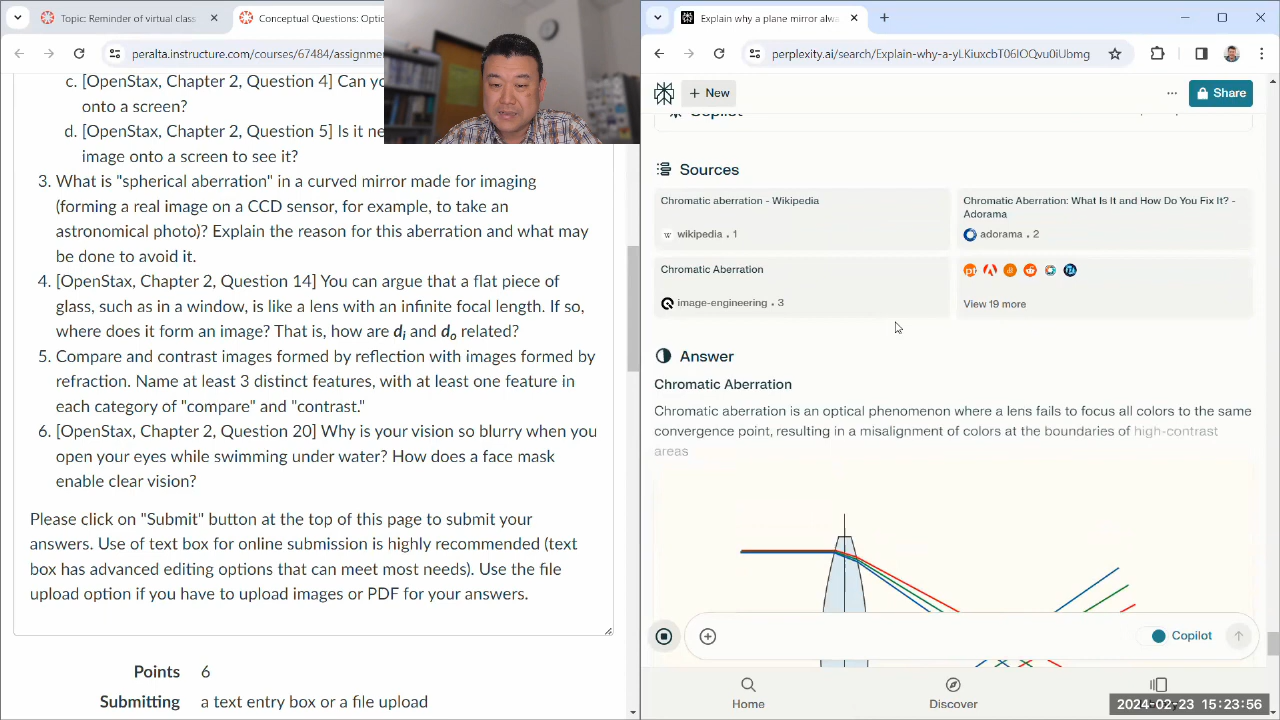 Topic: Reminder of virtual class
Conceptual Questions: Optic
Explain why a plane mirror alwa
peralta.instructure.com/courses/67484/assignme
perplexity.ai/search/Explain-why-a-yLKiuxcbT06IOQvu0iUbmg
c. [OpenStax, Chapter 2, Question 4] Can yo
onto a screen?
d. [OpenStax, Chapter 2, Question 5] Is it ne
image onto a screen to see it?
3. What is "spherical aberration" in a curved mirror made for imaging
(forming a real image on a CCD sensor, for example, to take an
astronomical photo)? Explain the reason for this aberration and what may
be done to avoid it.
4. [OpenStax, Chapter 2, Question 14] You can argue that a flat piece of
glass, such as in a window, is like a lens with an infinite focal length. If so,
where does it form an image? That is, how are di and do related?
5. Compare and contrast images formed by reflection with images formed by
refraction. Name at least 3 distinct features, with at least one feature in
each category of "compare" and "contrast."
6. [OpenStax, Chapter 2, Question 20] Why is your vision so blurry when you
open your eyes while swimming under water? How does a face mask
enable clear vision?
Please click on "Submit" button at the top of this page to submit your
answers. Use of text box for online submission is highly recommended (text
box has advanced editing options that can meet most needs). Use the file
upload option if you have to upload images or PDF for your answers.
Points 6
Submitting a text entry box or a file upload
New
Share
Copilot
Sources
Chromatic aberration - Wikipedia
wikipedia . 1
Chromatic Aberration: What Is It and How Do You Fix It? -
Adorama
adorama . 2
Chromatic Aberration
image-engineering . 3
View 19 more
Answer
Chromatic Aberration
Chromatic aberration is an optical phenomenon where a lens fails to focus all colors to the same
convergence point, resulting in a misalignment of colors at the boundaries of high-contrast
areas
Copilot
Home
Discover
2024-02-23 15:23:56